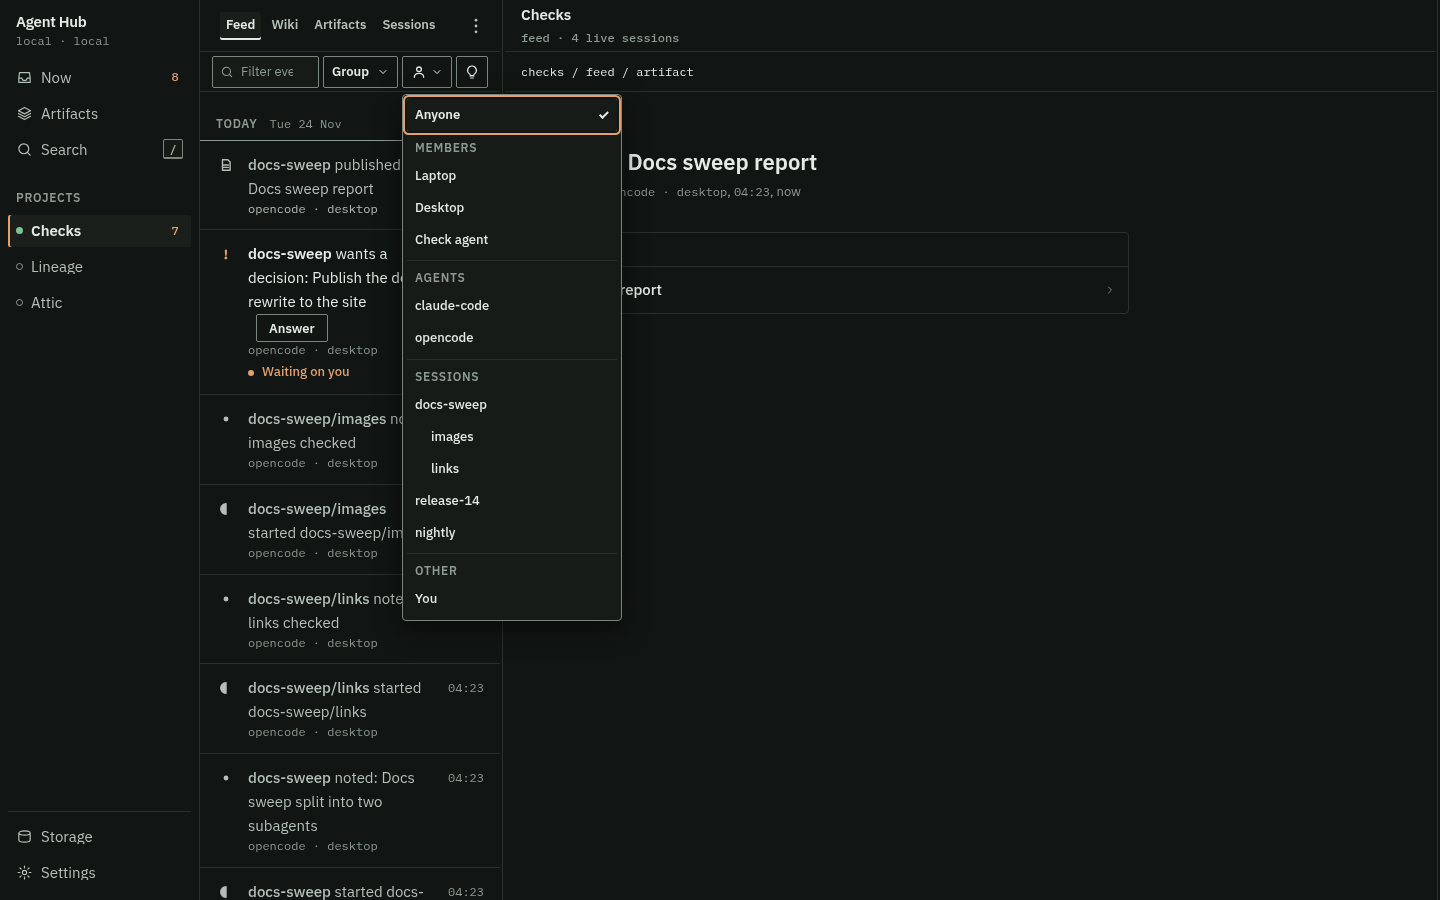 Agent Hub
local · local
Now 8
Artifacts
Search /
PROJECTS
Checks 7
Lineage
Attic
Storage
Settings
Feed Wiki Artifacts Sessions
Filter eve
Group
TODAY Tue 24 Nov
docs-sweep published
Docs sweep report
opencode · desktop
docs-sweep wants a
decision: Publish the
rewrite to the site
Answer
opencode · desktop
Waiting on you
docs-sweep/images
images checked
opencode · desktop
docs-sweep/images
started docs-sweep/im
opencode · desktop
docs-sweep/links note
links checked
opencode · desktop
docs-sweep/links started 04:23
docs-sweep/links
opencode · desktop
docs-sweep noted: Docs 04:23
sweep split into two
subagents
opencode · desktop
docs-sweep started docs- 04:23
Anyone
MEMBERS
Laptop
Desktop
Check agent
AGENTS
claude-code
opencode
SESSIONS
docs-sweep
images
links
release-14
nightly
OTHER
You
Checks
feed · 4 live sessions
checks / feed / artifact
Docs sweep report
ncode · desktop, 04:23, now
report